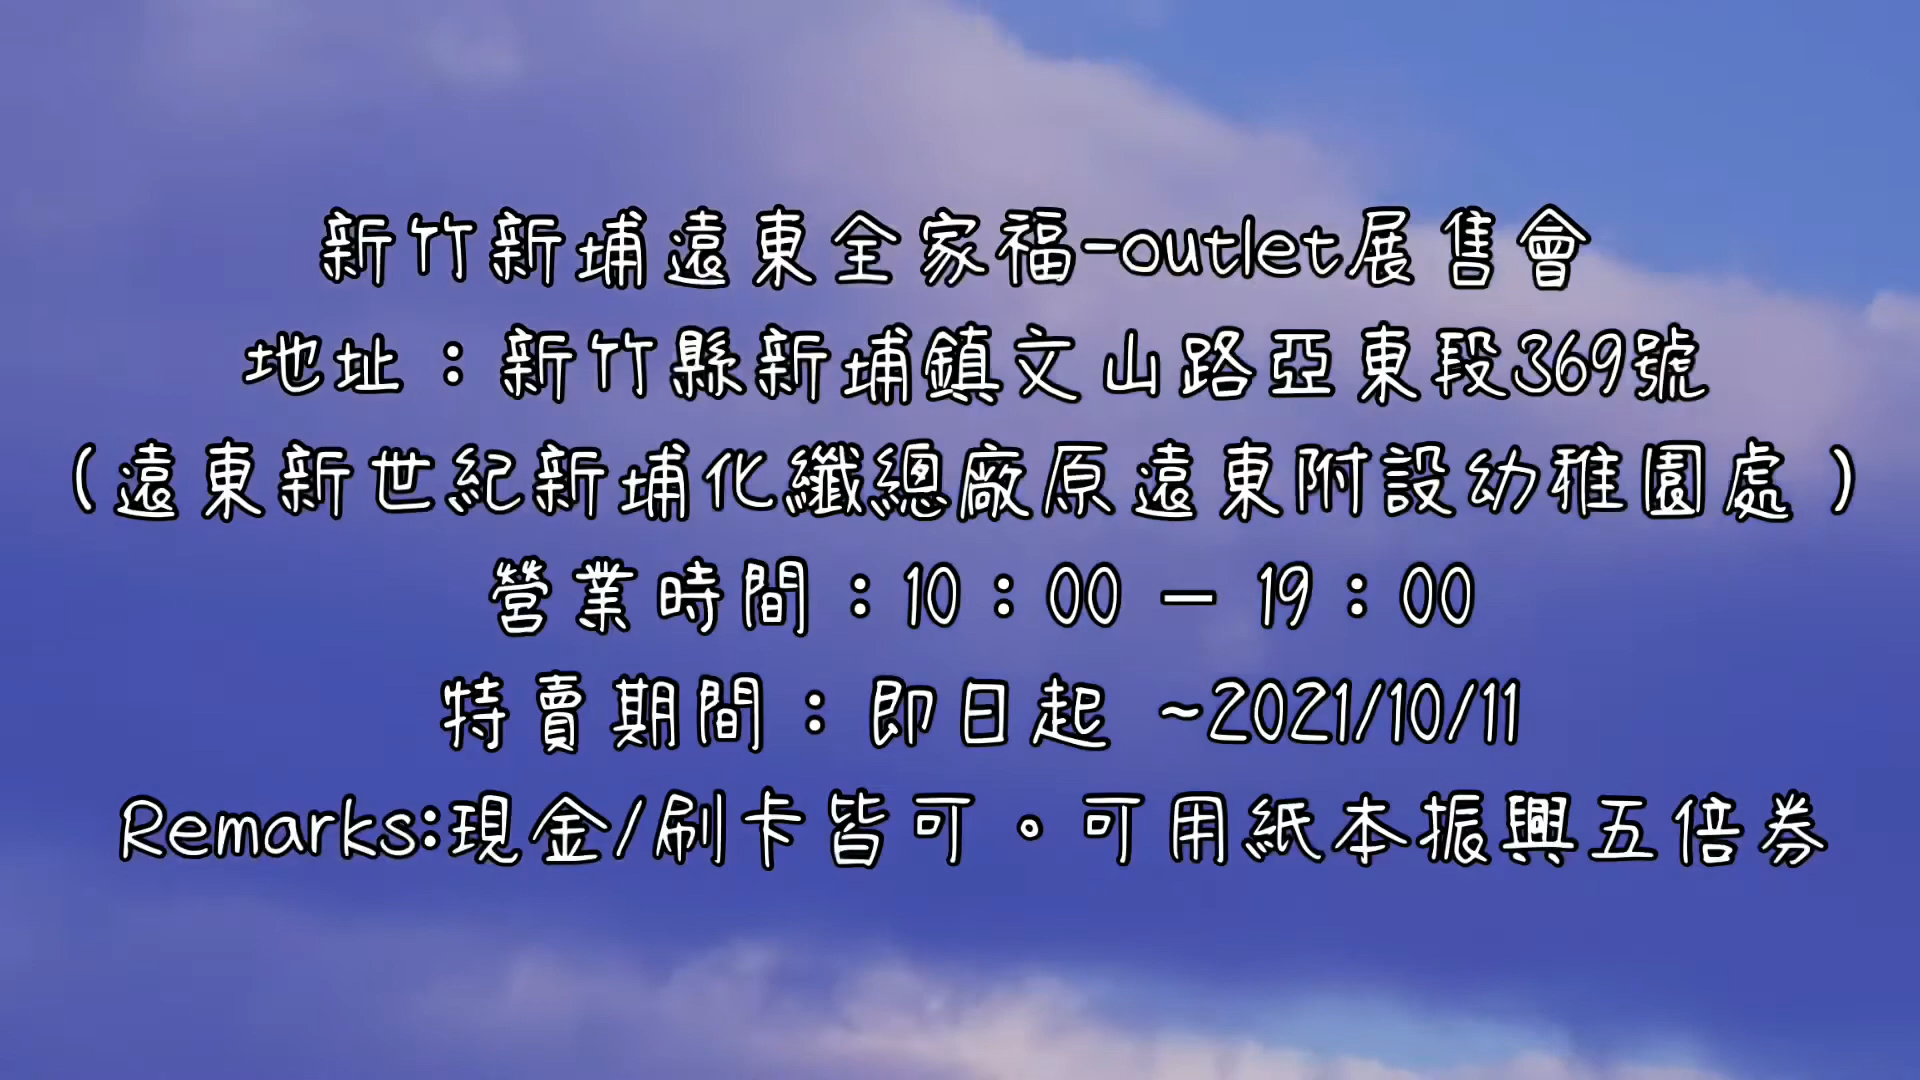 新竹新埔遠東全家福-outlet展售會
地址：新竹縣新埔鎮文山路亞東段369號
（遠東新世紀新埔化纖總廠原遠東附設幼稚園處）
營業時間：10：00 — 19：00
特賣期間：即日起 ~2021/10/11
Remarks:現金/刷卡皆可。可用紙本振興五倍券